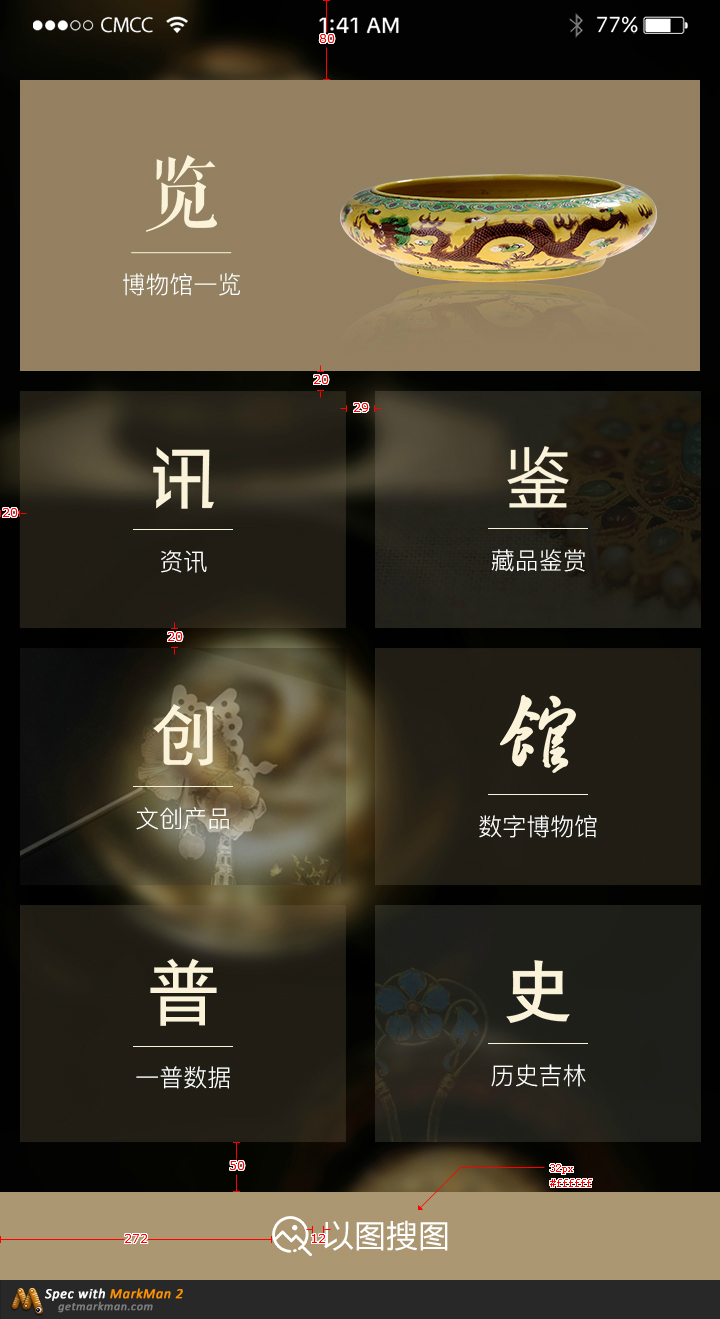 CMCC 1:41 AM 77%
80
览
博物馆一览
20
29
讯
资讯
鉴
藏品鉴赏
20
20
创
文创产品
馆
数字博物馆
普
一普数据
史
历史吉林
50
32px
#ffffff
272
12
以图搜图
Spec with MarkMan 2
getmarkman.com